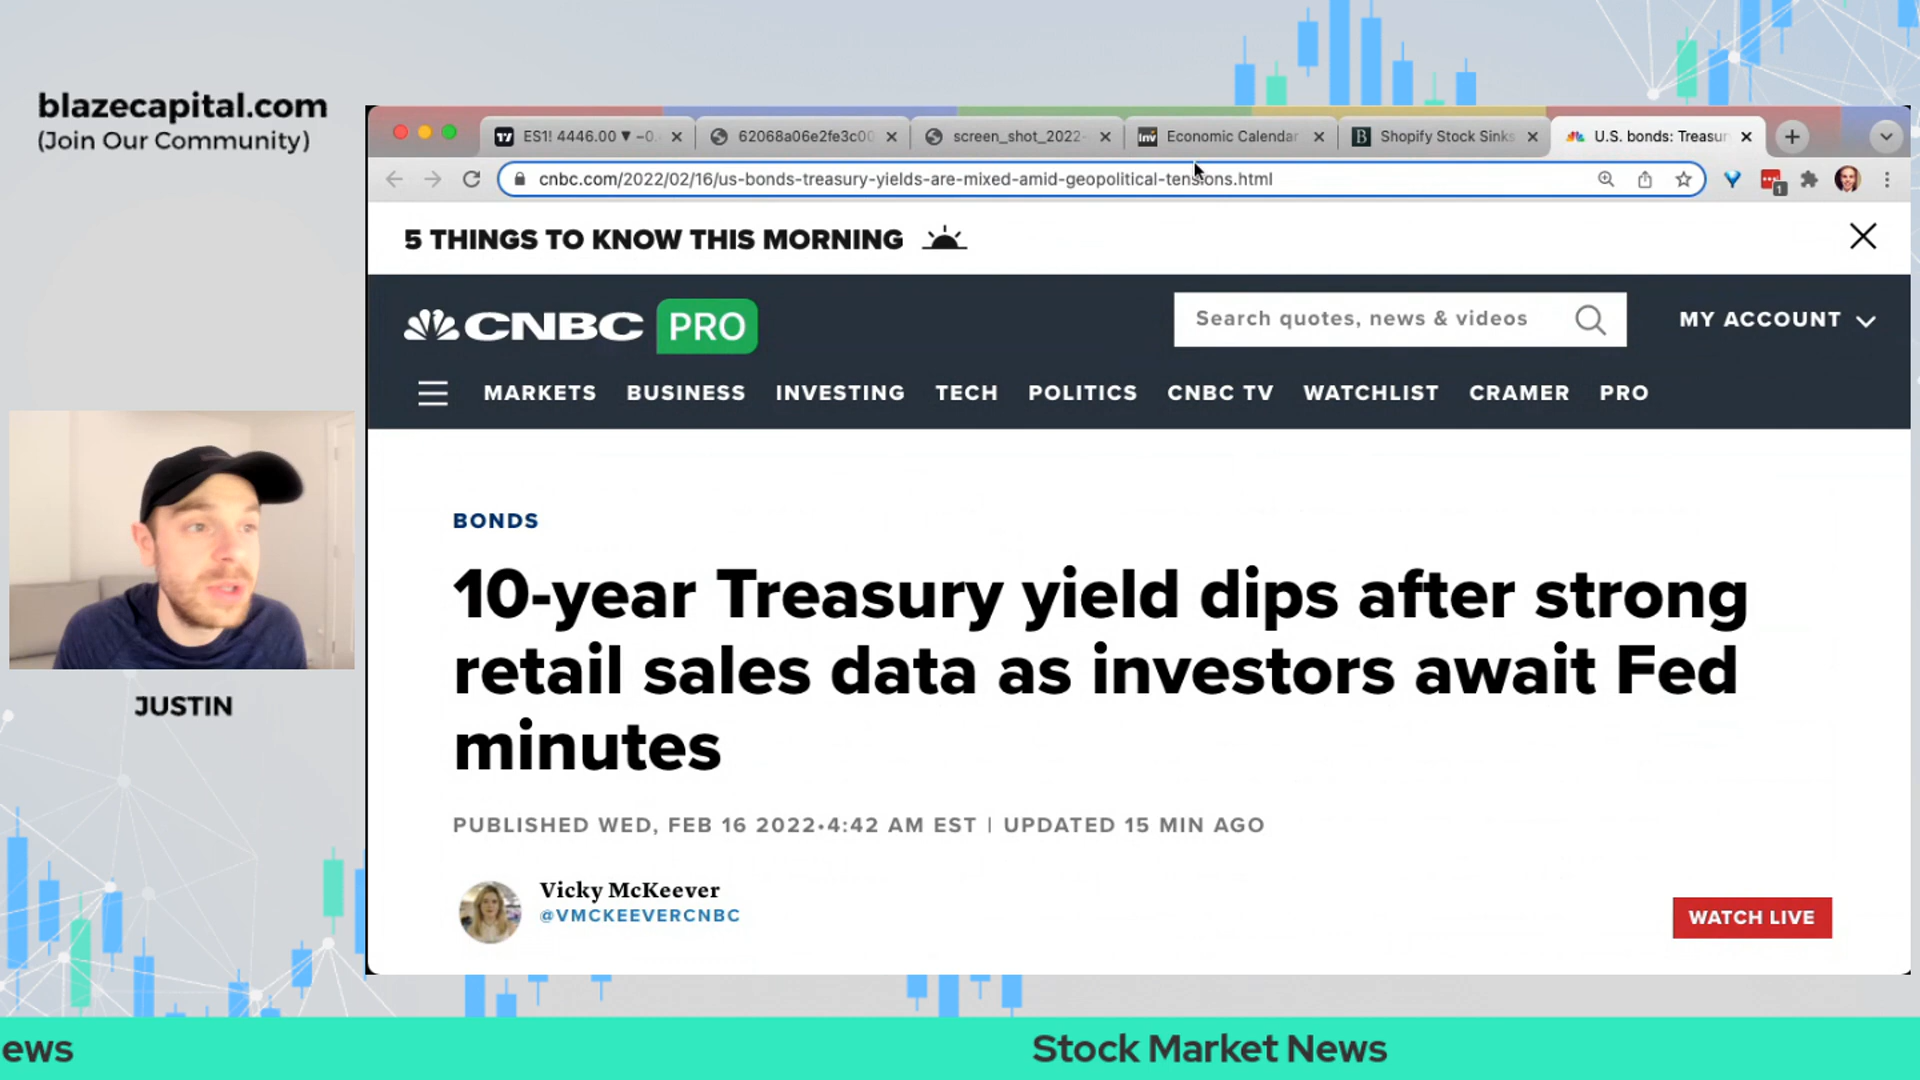 blazecapital.com
(Join Our Community)
ES1! 4446.00 ▼ −0.
62068a06e2fe3c00
screen_shot_2022-
Inv Economic Calendar
B Shopify Stock Sinks
U.S. bonds: Treasur
cnbc.com/2022/02/16/us-bonds-treasury-yields-are-mixed-amid-geopolitical-tensions.html
1
5 THINGS TO KNOW THIS MORNING
CNBC PRO
Search quotes, news & videos
MY ACCOUNT
MARKETS BUSINESS INVESTING TECH POLITICS CNBC TV WATCHLIST CRAMER PRO
BONDS
10-year Treasury yield dips after strong
retail sales data as investors await Fed
minutes
PUBLISHED WED, FEB 16 2022•4:42 AM EST | UPDATED 15 MIN AGO
Vicky McKeever
@VMCKEEVERCNBC
WATCH LIVE
JUSTIN
ews
Stock Market News